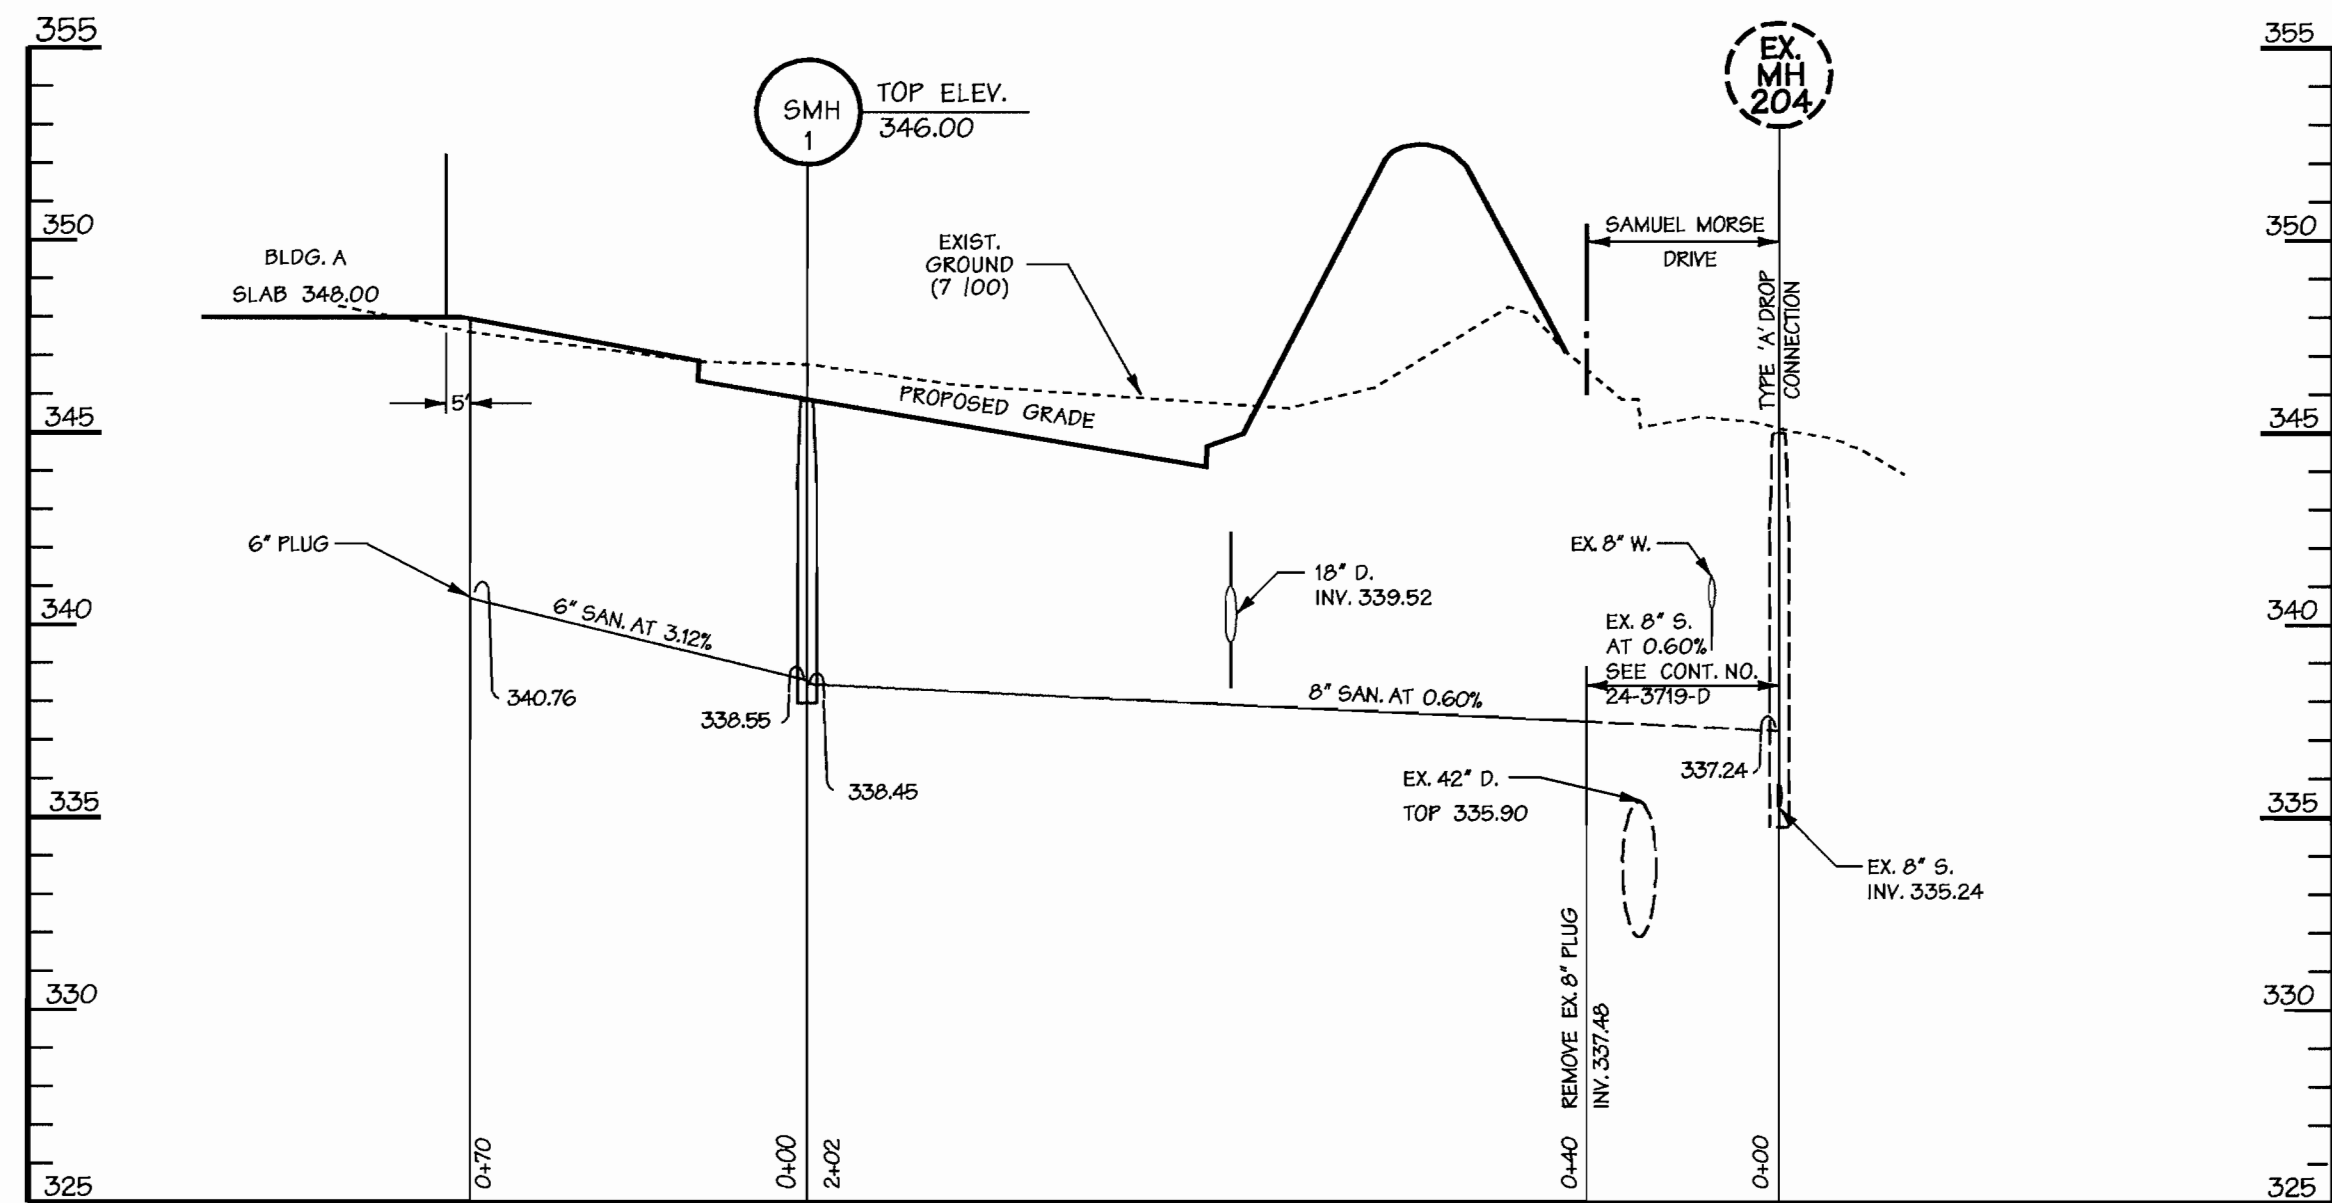 355
355
EX.
MH
204
SMH
1
TOP ELEV.
346.00
350
350
BLDG. A
SLAB 348.00
EXIST.
GROUND
(7/00)
SAMUEL MORSE
DRIVE
TYPE 'A' DROP
CONNECTION
5'
PROPOSED GRADE
345
345
6" PLUG
EX. 8" W.
18" D.
INV. 339.52
340
340
6" SAN. AT 3.12%
EX. 8" S.
AT 0.60%
SEE CONT. NO.
24-3719-D
340.76
338.55
8" SAN. AT 0.60%
338.45
337.24
EX. 42" D.
TOP 335.90
335
335
EX. 8" S.
INV. 335.24
330
330
REMOVE EX. 8" PLUG
INV. 337.48
0+70
0+00
2+02
0+40
0+00
325
325